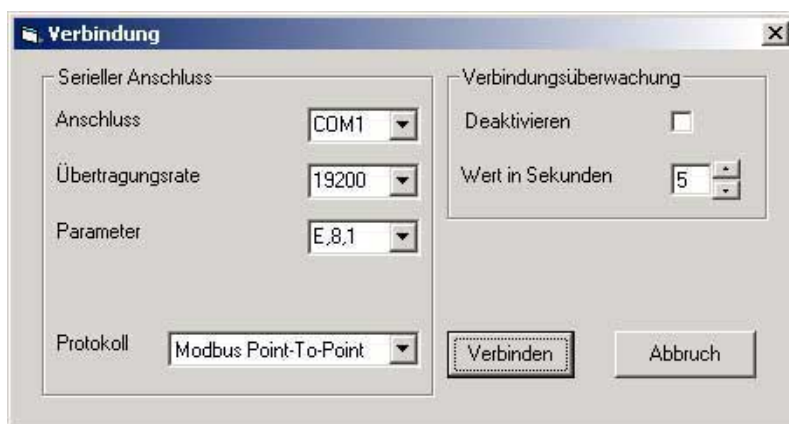 Verbindung
Serieller Anschluss
Anschluss COM1
Übertragungsrate 19200
Parameter E,8,1
Protokoll Modbus Point-To-Point
Verbindungsüberwachung
Deaktivieren
Wert in Sekunden 5
Verbinden
Abbruch